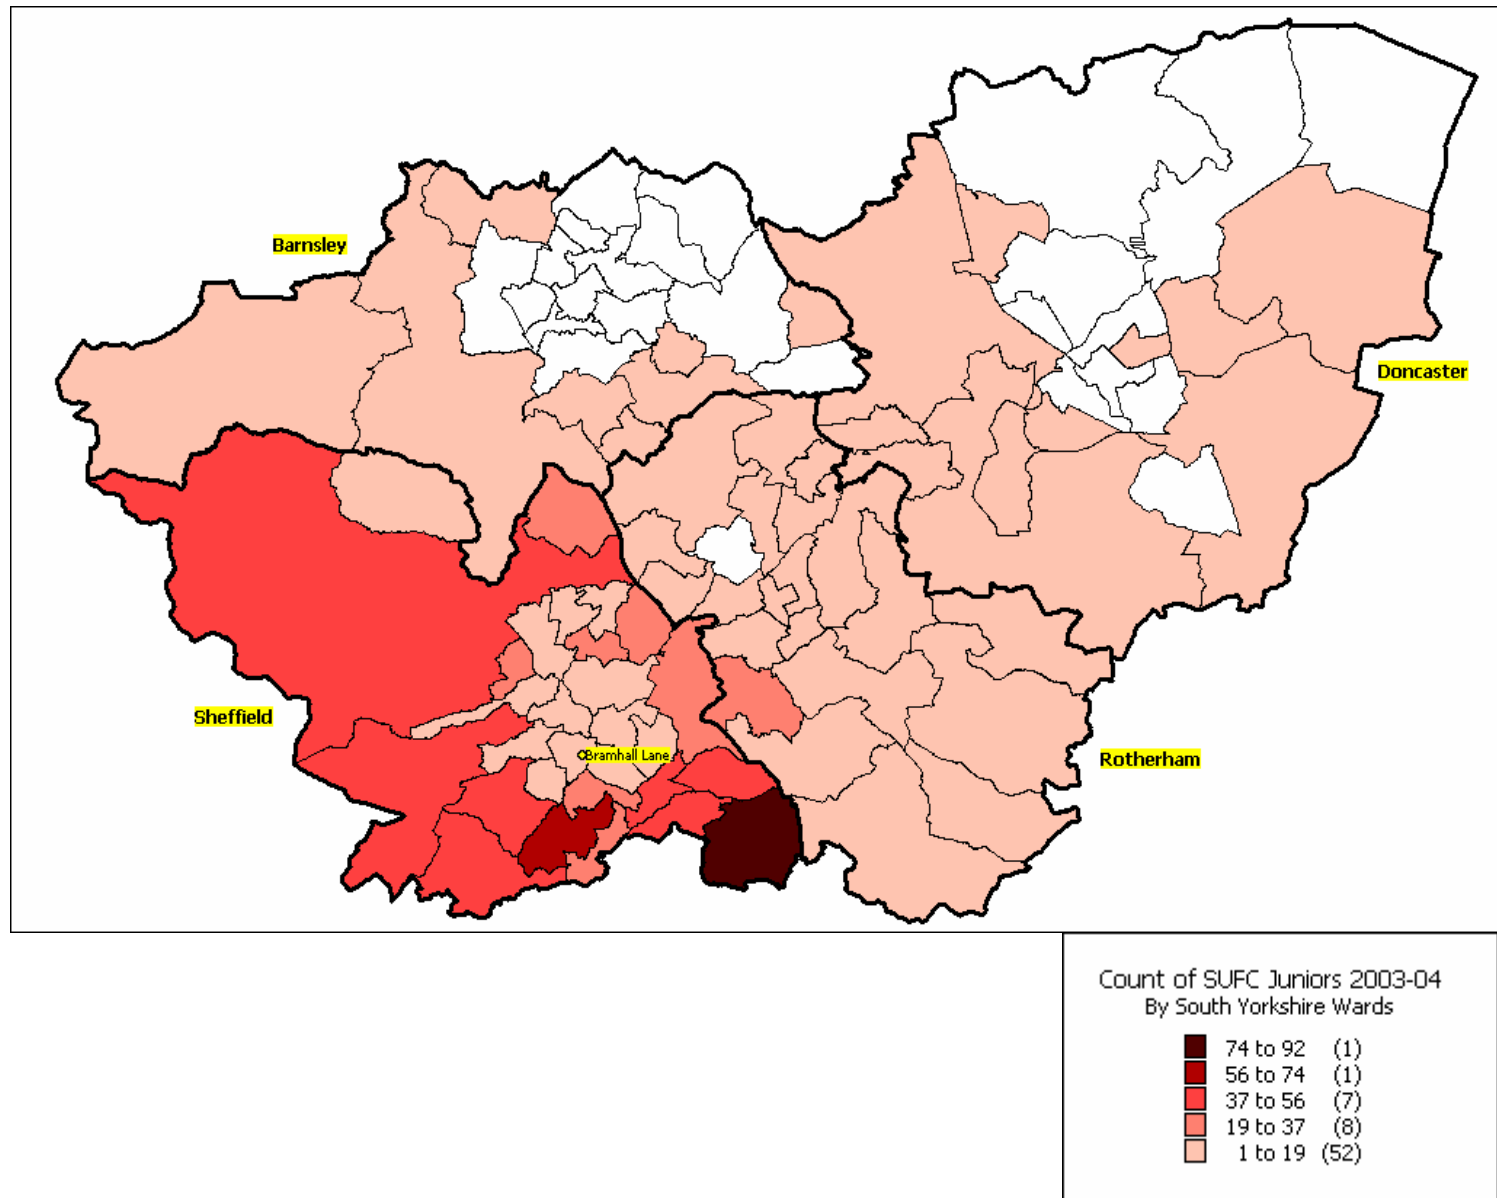 Barnsley
Doncaster
Sheffield
Bramhall Lane
Rotherham
Count of SUFC Juniors 2003-04
By South Yorkshire Wards
74 to 92 (1)
56 to 74 (1)
37 to 56 (7)
19 to 37 (8)
1 to 19 (52)